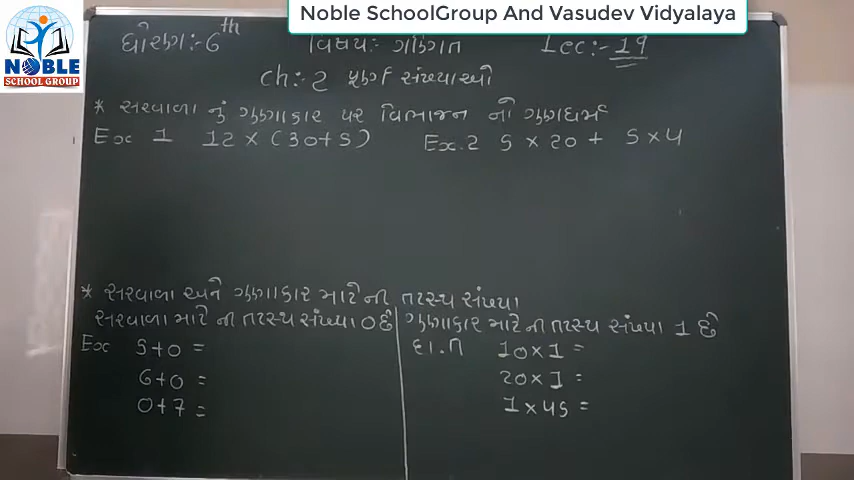 Noble SchoolGroup And Vasudev Vidyalaya
NOBLE
SCHOOL GROUP
ધોરણ:- 6th વિષય:- ગણિત Lec:- 19
Ch:- 2 પૂર્ણ સંખ્યાઓ
* સરવાળા નું ગુણાકાર પર વિભાજન નો ગુણધર્મ
Ex 1 12 × (30+5) Ex. 2 5 × 20 + 5 × 4
* સરવાળા અને ગુણાકાર માટેની તટસ્થ સંખ્યા
સરવાળા માટે ની તટસ્થ સંખ્યા 0 છે
Ex 5+0 =
6+0 =
0+7 =
ગુણાકાર માટે ની તટસ્થ સંખ્યા 1 છે
દા.ત 10×1 =
20×1 =
1×45 =